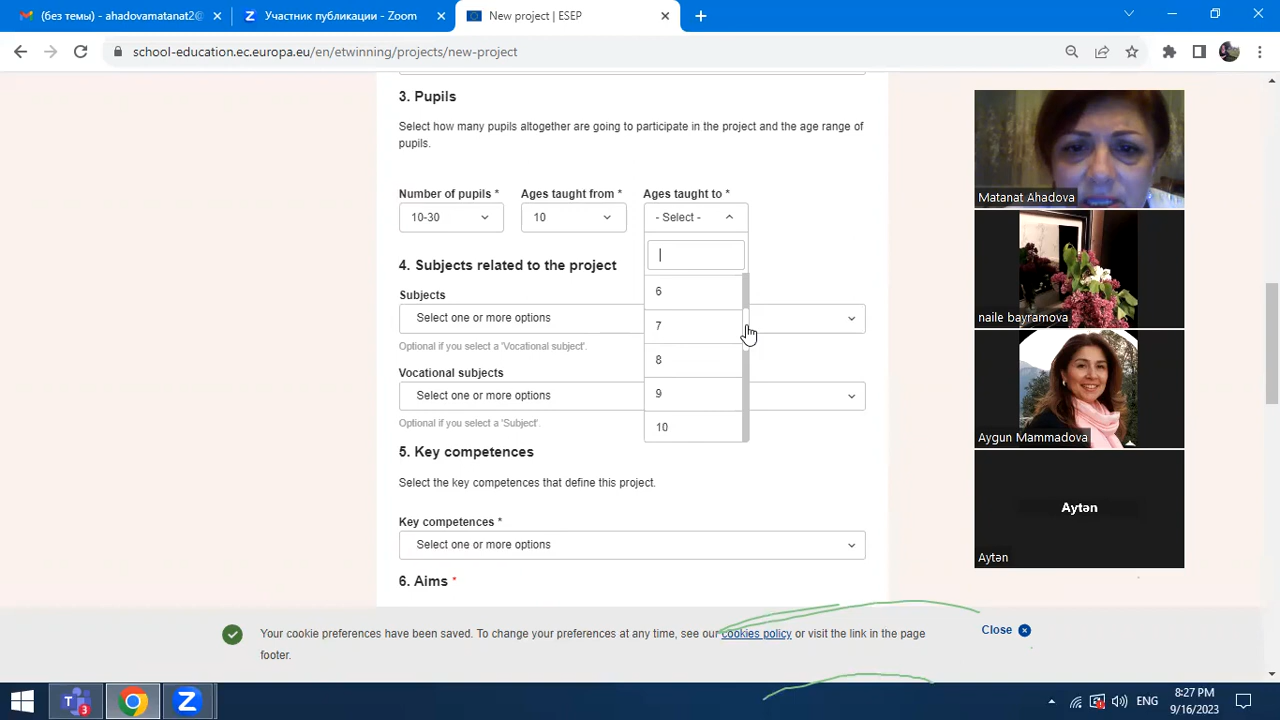 (без темы) - ahadovamatanat2@
Участник публикации - Zoom
New project | ESEP
school-education.ec.europa.eu/en/etwinning/projects/new-project
3. Pupils
Select how many pupils altogether are going to participate in the project and the age range of
pupils.
Number of pupils *
Ages taught from *
Ages taught to *
10-30
10
- Select -
6
7
8
9
10
4. Subjects related to the project
Subjects
Select one or more options
Optional if you select a 'Vocational subject'.
Vocational subjects
Select one or more options
Optional if you select a 'Subject'.
5. Key competences
Select the key competences that define this project.
Key competences *
Select one or more options
6. Aims *
Matanat Ahadova
naile bayramova
Aygun Mammadova
Aytən
Aytən
Your cookie preferences have been saved. To change your preferences at any time, see our cookies policy or visit the link in the page
footer.
Close
3
ENG
8:27 PM
9/16/2023